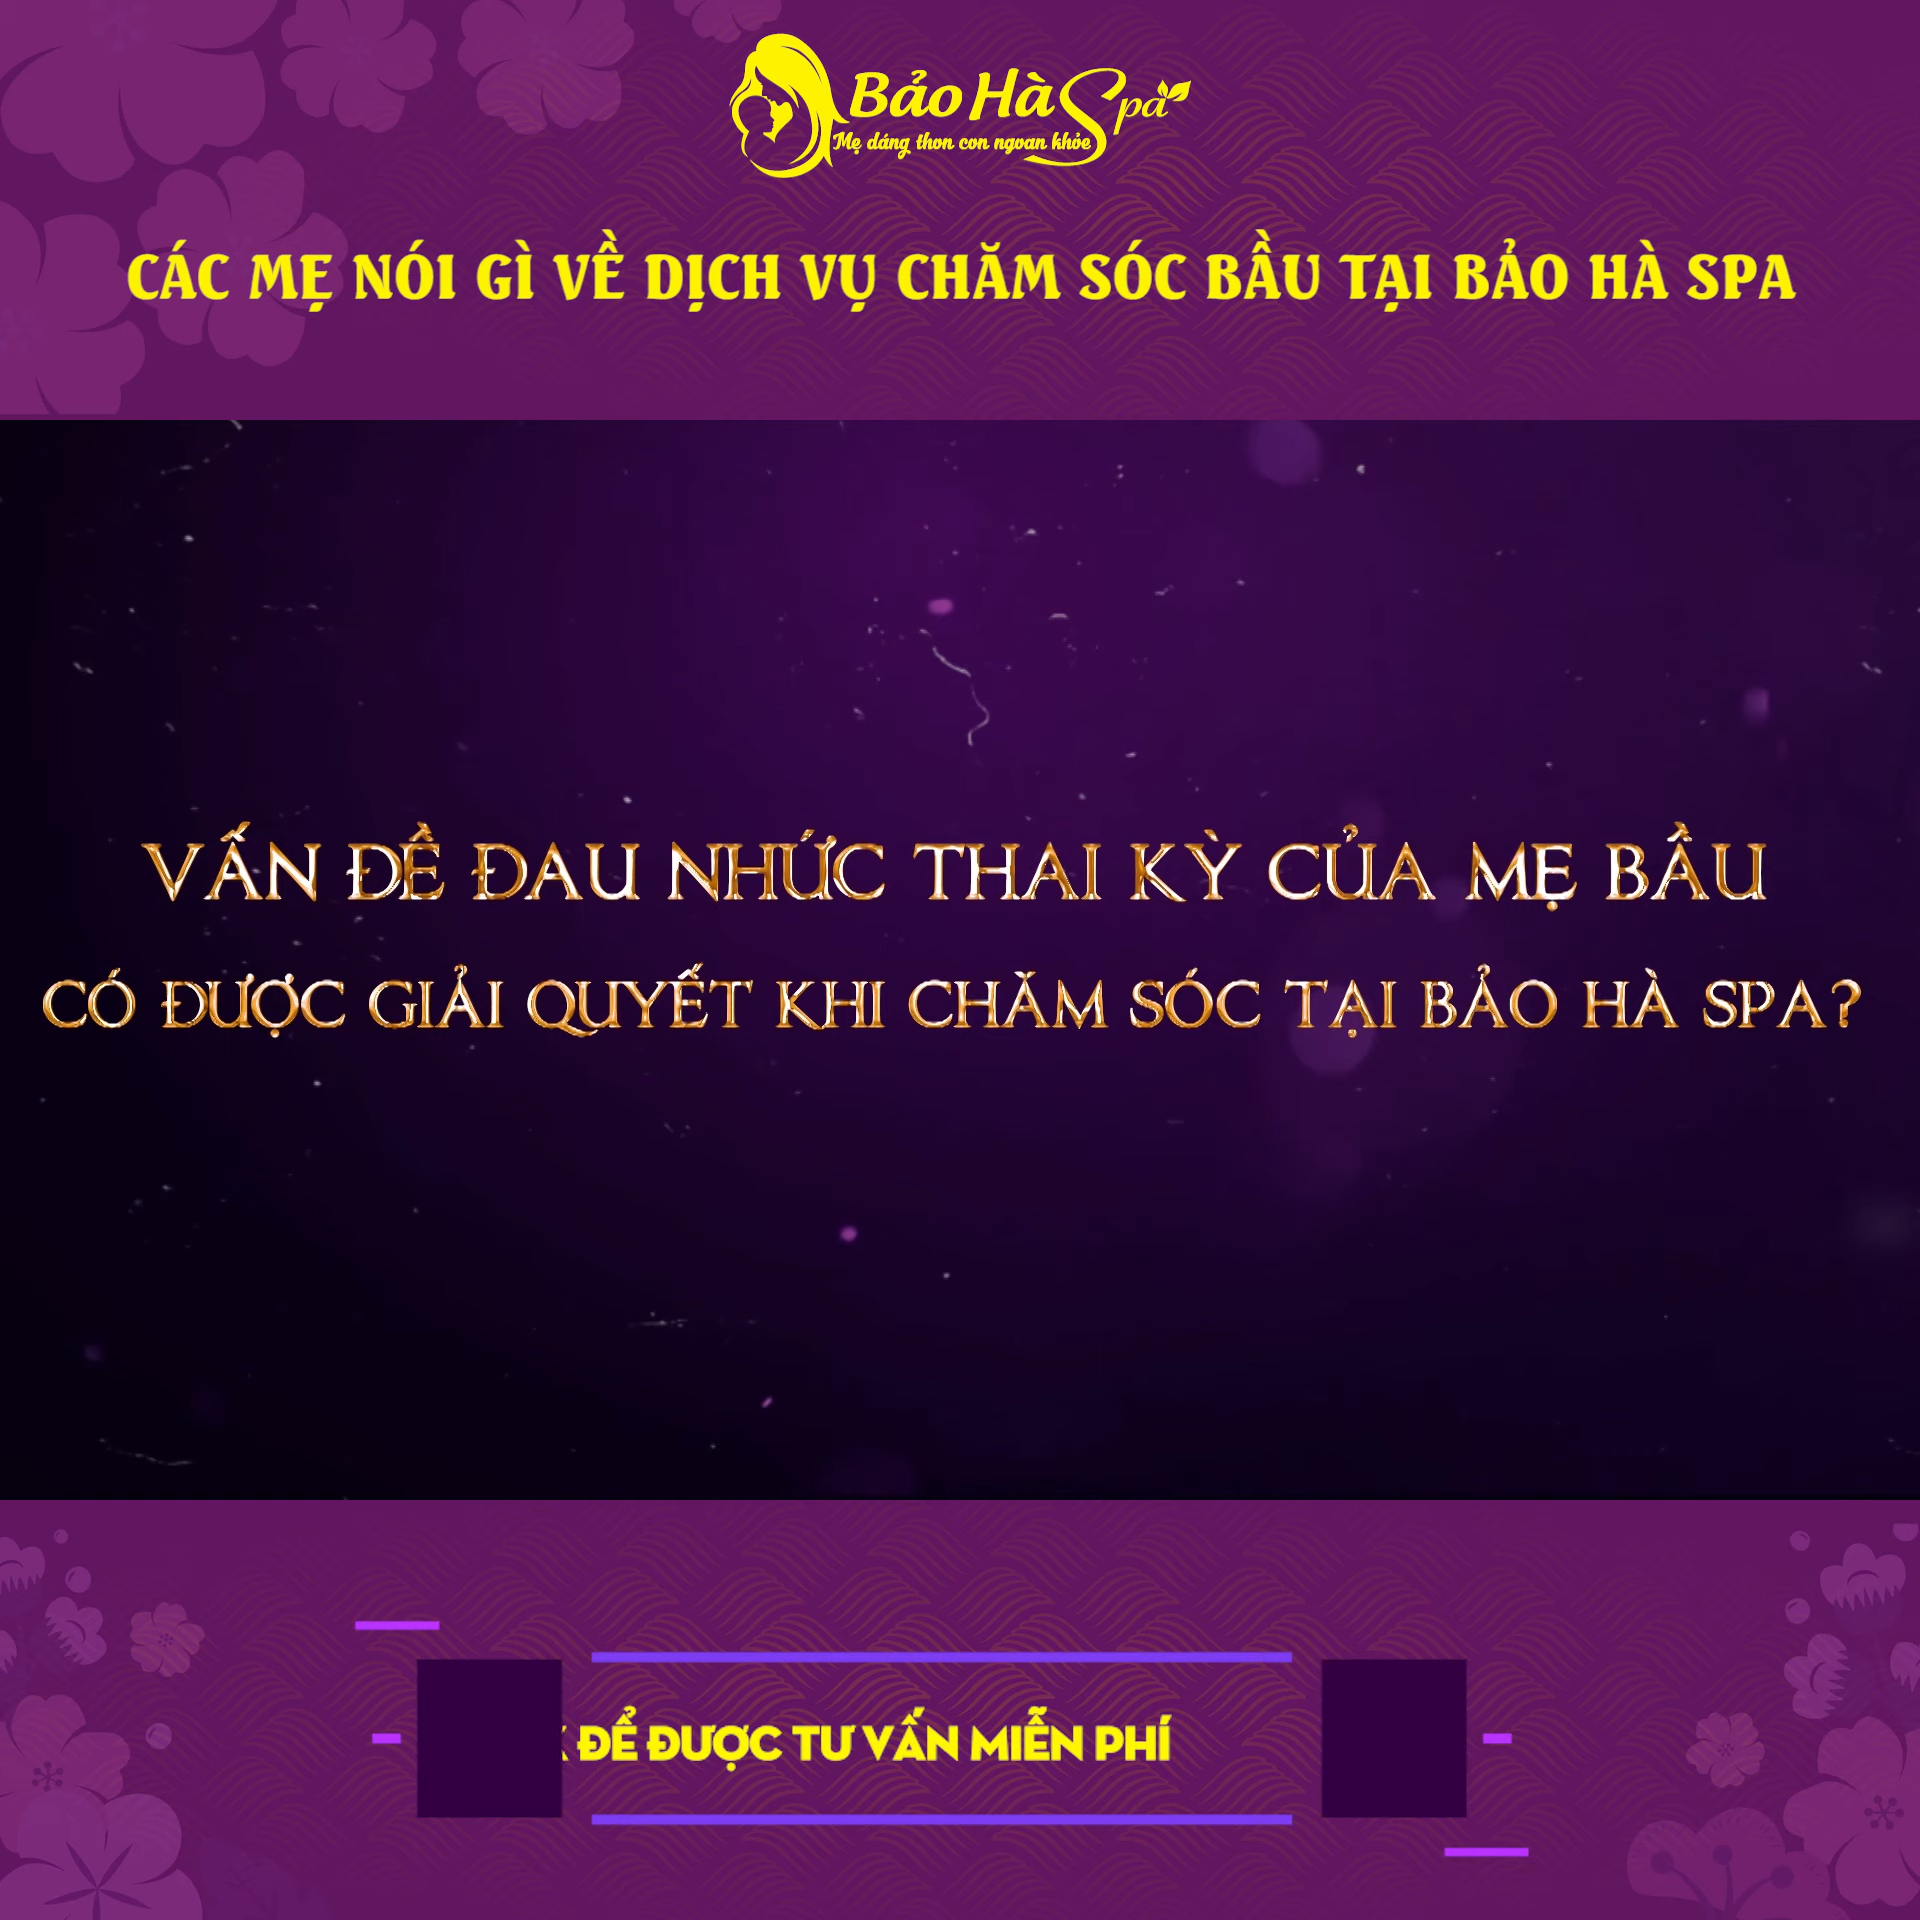 Bảo Hà Spa
Mẹ dáng thon con ngoan khỏe
CÁC MẸ NÓI GÌ VỀ DỊCH VỤ CHĂM SÓC BẦU TẠI BẢO HÀ SPA
VẤN ĐỀ ĐAU NHỨC THAI KỲ CỦA MẸ BẦU
CÓ ĐƯỢC GIẢI QUYẾT KHI CHĂM SÓC TẠI BẢO HÀ SPA?
ĐỂ ĐƯỢC TƯ VẤN MIỄN PHÍ